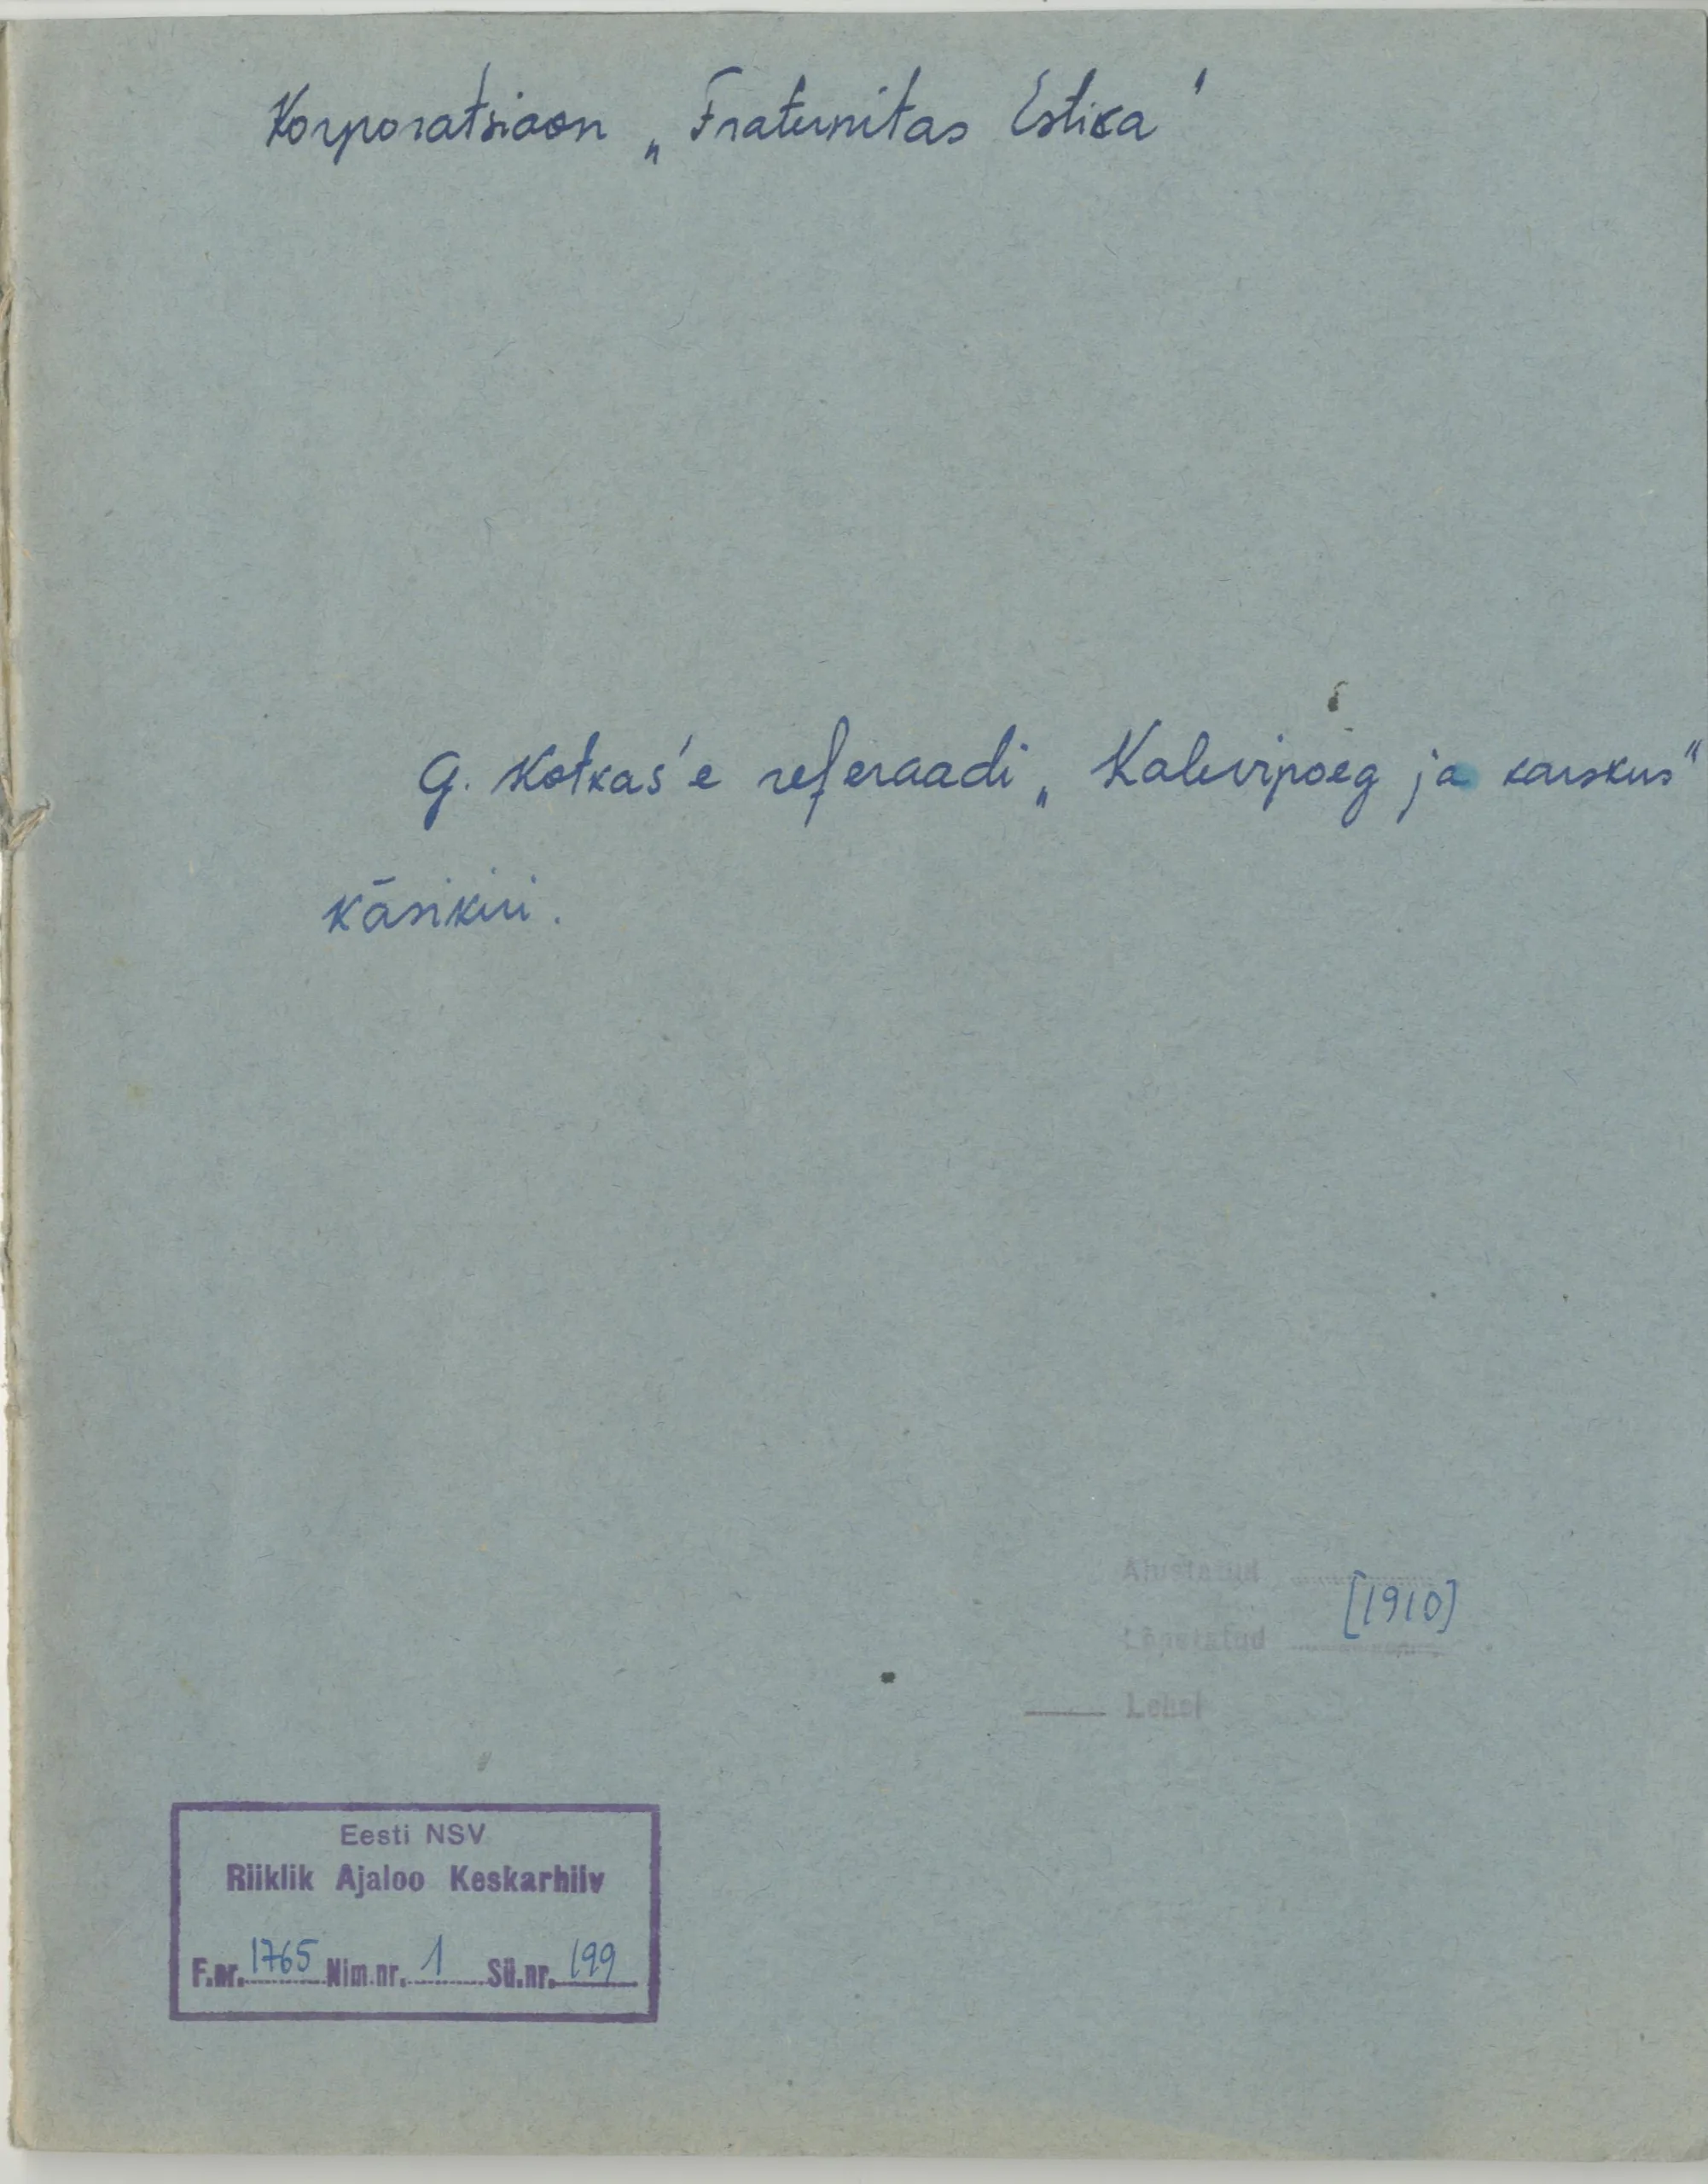 Korporatsioon „Fraternitas Estica"
G. Kotkas'e referaadi „Kalevipoeg ja karskus"
käsikiri.
Alustatud
[1910]
Lõpetatud
Lehel
Eesti NSV
Riiklik Ajaloo Keskarhiiv
F.nr. 1765 Nim.nr. 1 Sü.nr. 199